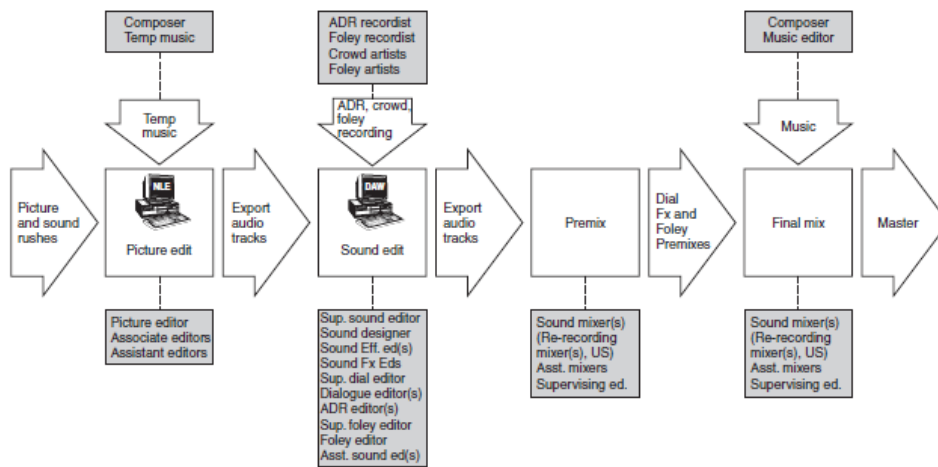 Composer
Temp music
ADR recordist
Foley recordist
Crowd artists
Foley artists
Composer
Music editor
Temp
music
ADR, crowd,
foley
recording
Music
Picture
and sound
rushes
NLE
Picture edit
Export
audio
tracks
DAW
Sound edit
Export
audio
tracks
Premix
Dial
Fx and
Foley
Premixes
Final mix
Master
Picture editor
Associate editors
Assistant editors
Sup. sound editor
Sound designer
Sound Eff. ed(s)
Sound Fx Eds
Sup. dial editor
Dialogue editor(s)
ADR editor(s)
Sup. foley editor
Foley editor
Asst. sound ed(s)
Sound mixer(s)
(Re-recording
mixer(s), US)
Asst. mixers
Supervising ed.
Sound mixer(s)
(Re-recording
mixer(s), US)
Asst. mixers
Supervising ed.